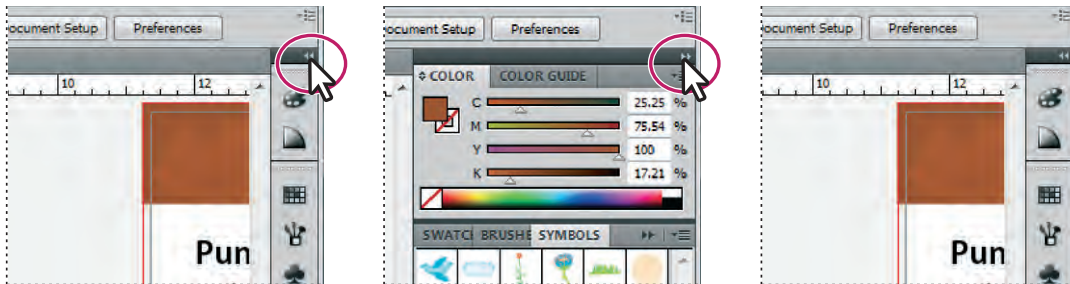 ocument Setup Preferences
10 12
Pun
ocument Setup Preferences
COLOR COLOR GUIDE
C 25.25 %
M 75.54 %
Y 100 %
K 17.21 %
SWATC BRUSHE SYMBOLS
ocument Setup Preferences
10 12
Pun